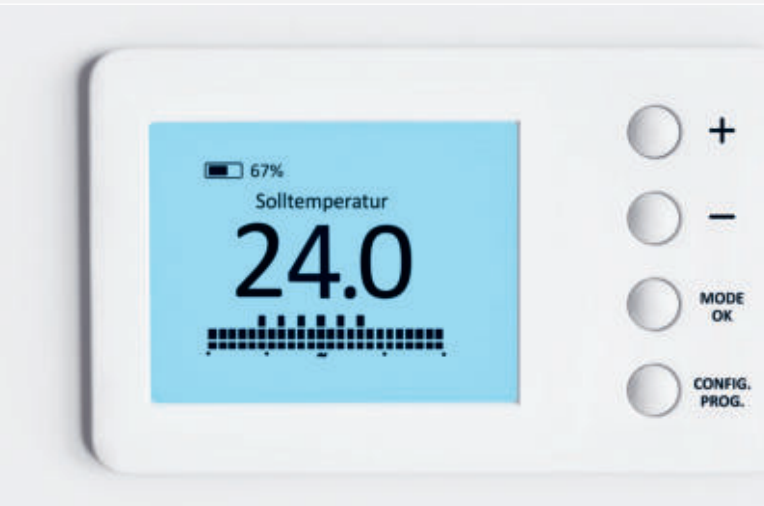 67%
Solltemperatur
24.0
+
−
MODE
OK
CONFIG.
PROG.